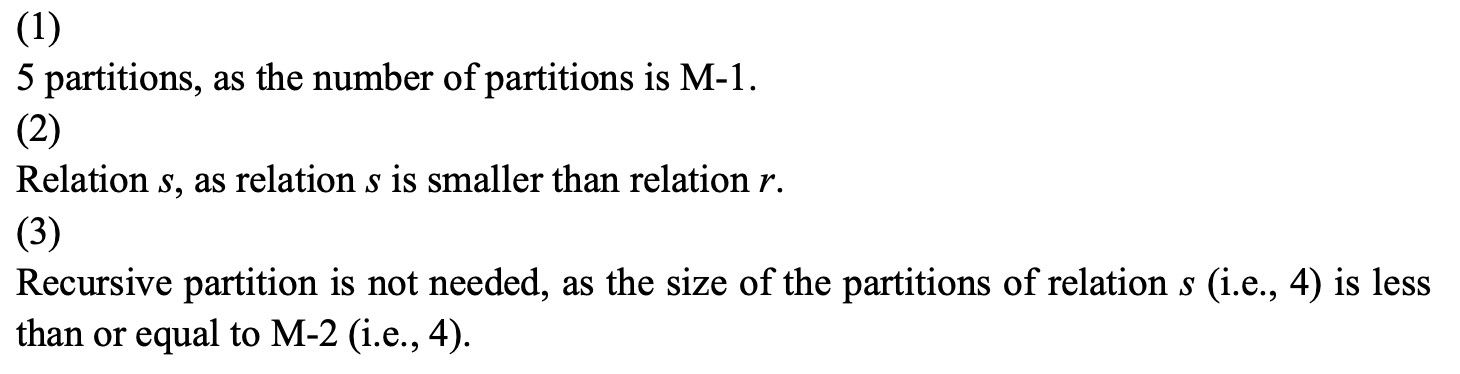 (1)
5 partitions, as the number of partitions is M-1.
(2)
Relation s, as relation s is smaller than relation r.
(3)
Recursive partition is not needed, as the size of the partitions of relation s (i.e., 4) is less
than or equal to M-2 (i.e., 4).